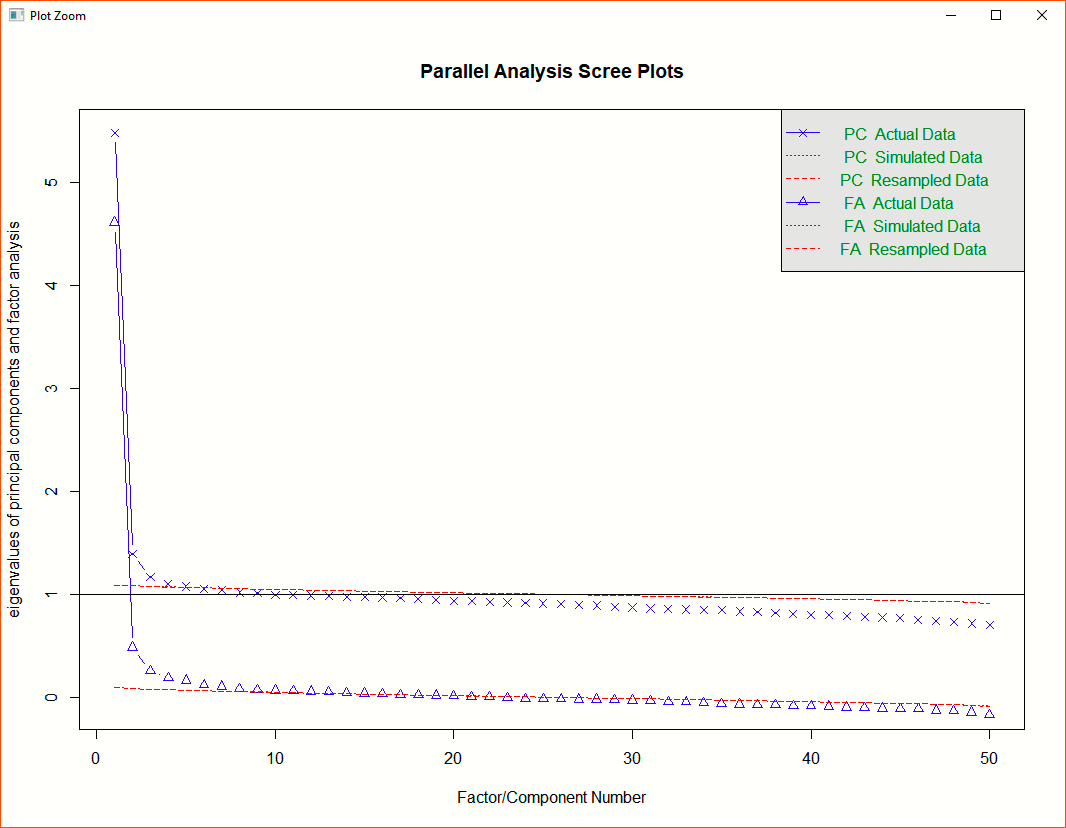 Plot Zoom
Parallel Analysis Scree Plots
PC Actual Data
PC Simulated Data
PC Resampled Data
FA Actual Data
FA Simulated Data
FA Resampled Data
eigenvalues of principal components and factor analysis
5
4
3
2
1
0
0 10 20 30 40 50
Factor/Component Number